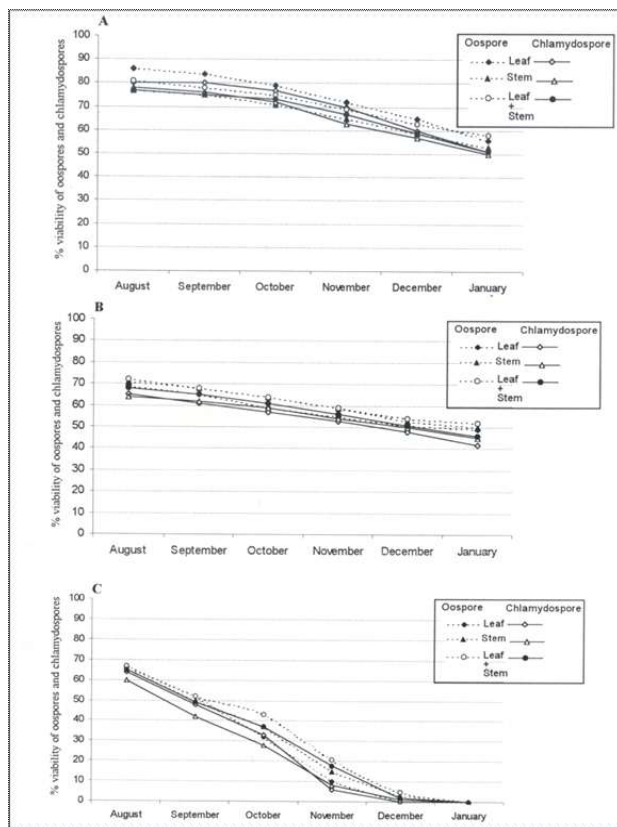 A
% viability of oospores and chlamydospores
100
90
80
70
60
50
40
30
20
10
0
August September October November December January
Oospore Chlamydospore
Leaf
Stem
Leaf
+
Stem
B
% viability of oospores and chlamydospores
100
90
80
70
60
50
40
30
20
10
0
August September October November December January
Oospore Chlamydospore
Leaf
Stem
Leaf
+
Stem
C
% viability of oospores and chlamydospores
100
90
80
70
60
50
40
30
20
10
0
August September October November December January
Oospore Chlamydospore
Leaf
Stem
Leaf
+
Stem